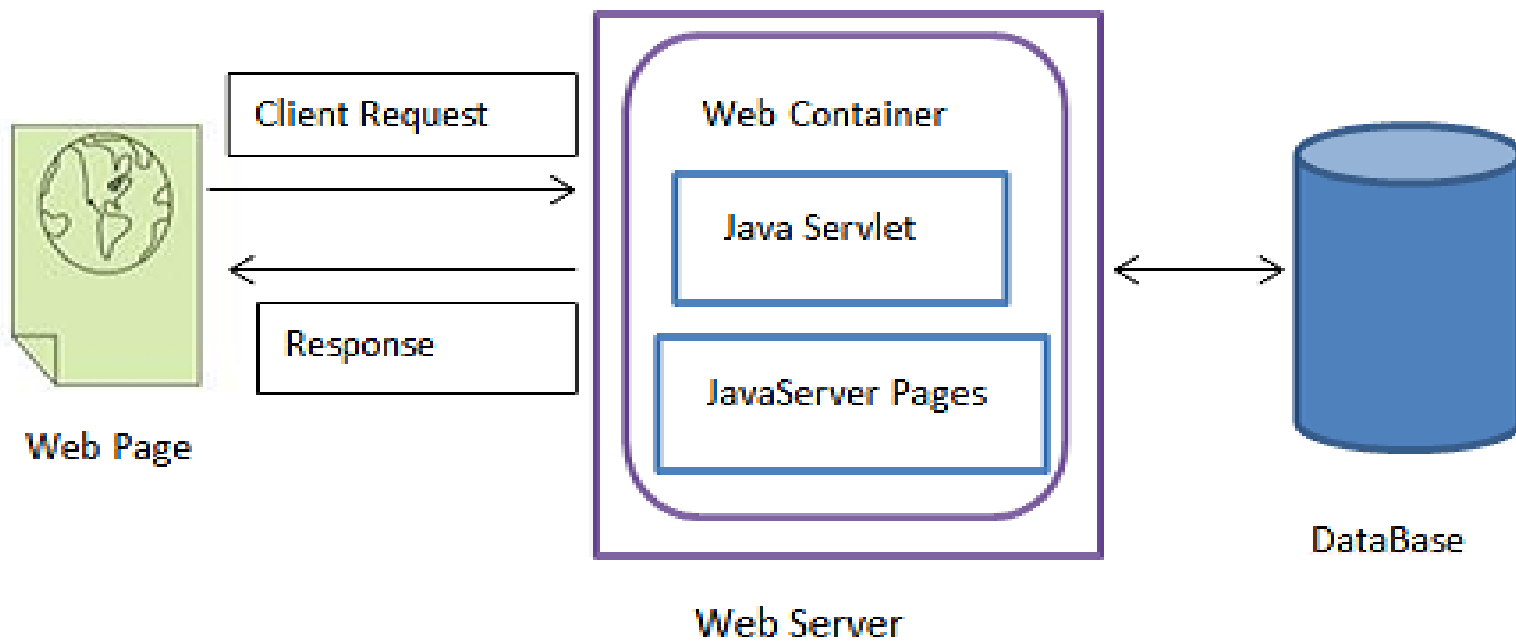 Client Request
Web Container
Java Servlet
Response
JavaServer Pages
Web Page
DataBase
Web Server